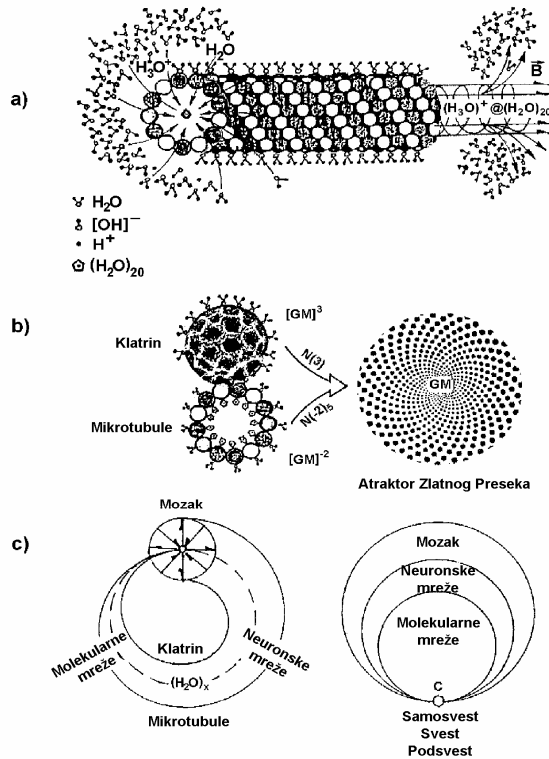 a)
H₂O
H₃O⁺
B⃗
(H₃O)⁺@(H₂O)₂₀
H₂O
[OH]⁻
H⁺
(H₂O)₂₀
b)
Klatrin
[GM]³
N(3)
GM
Mikrotubule
N(-2)₅
[GM]⁻²
Atraktor Zlatnog Preseka
c)
Mozak
Molekularne
mreže
Klatrin
(H₂O)ₓ
Neuronske
mreže
Mikrotubule
Mozak
Neuronske
mreže
Molekularne
mreže
C
Samosvest
Svest
Podsvest